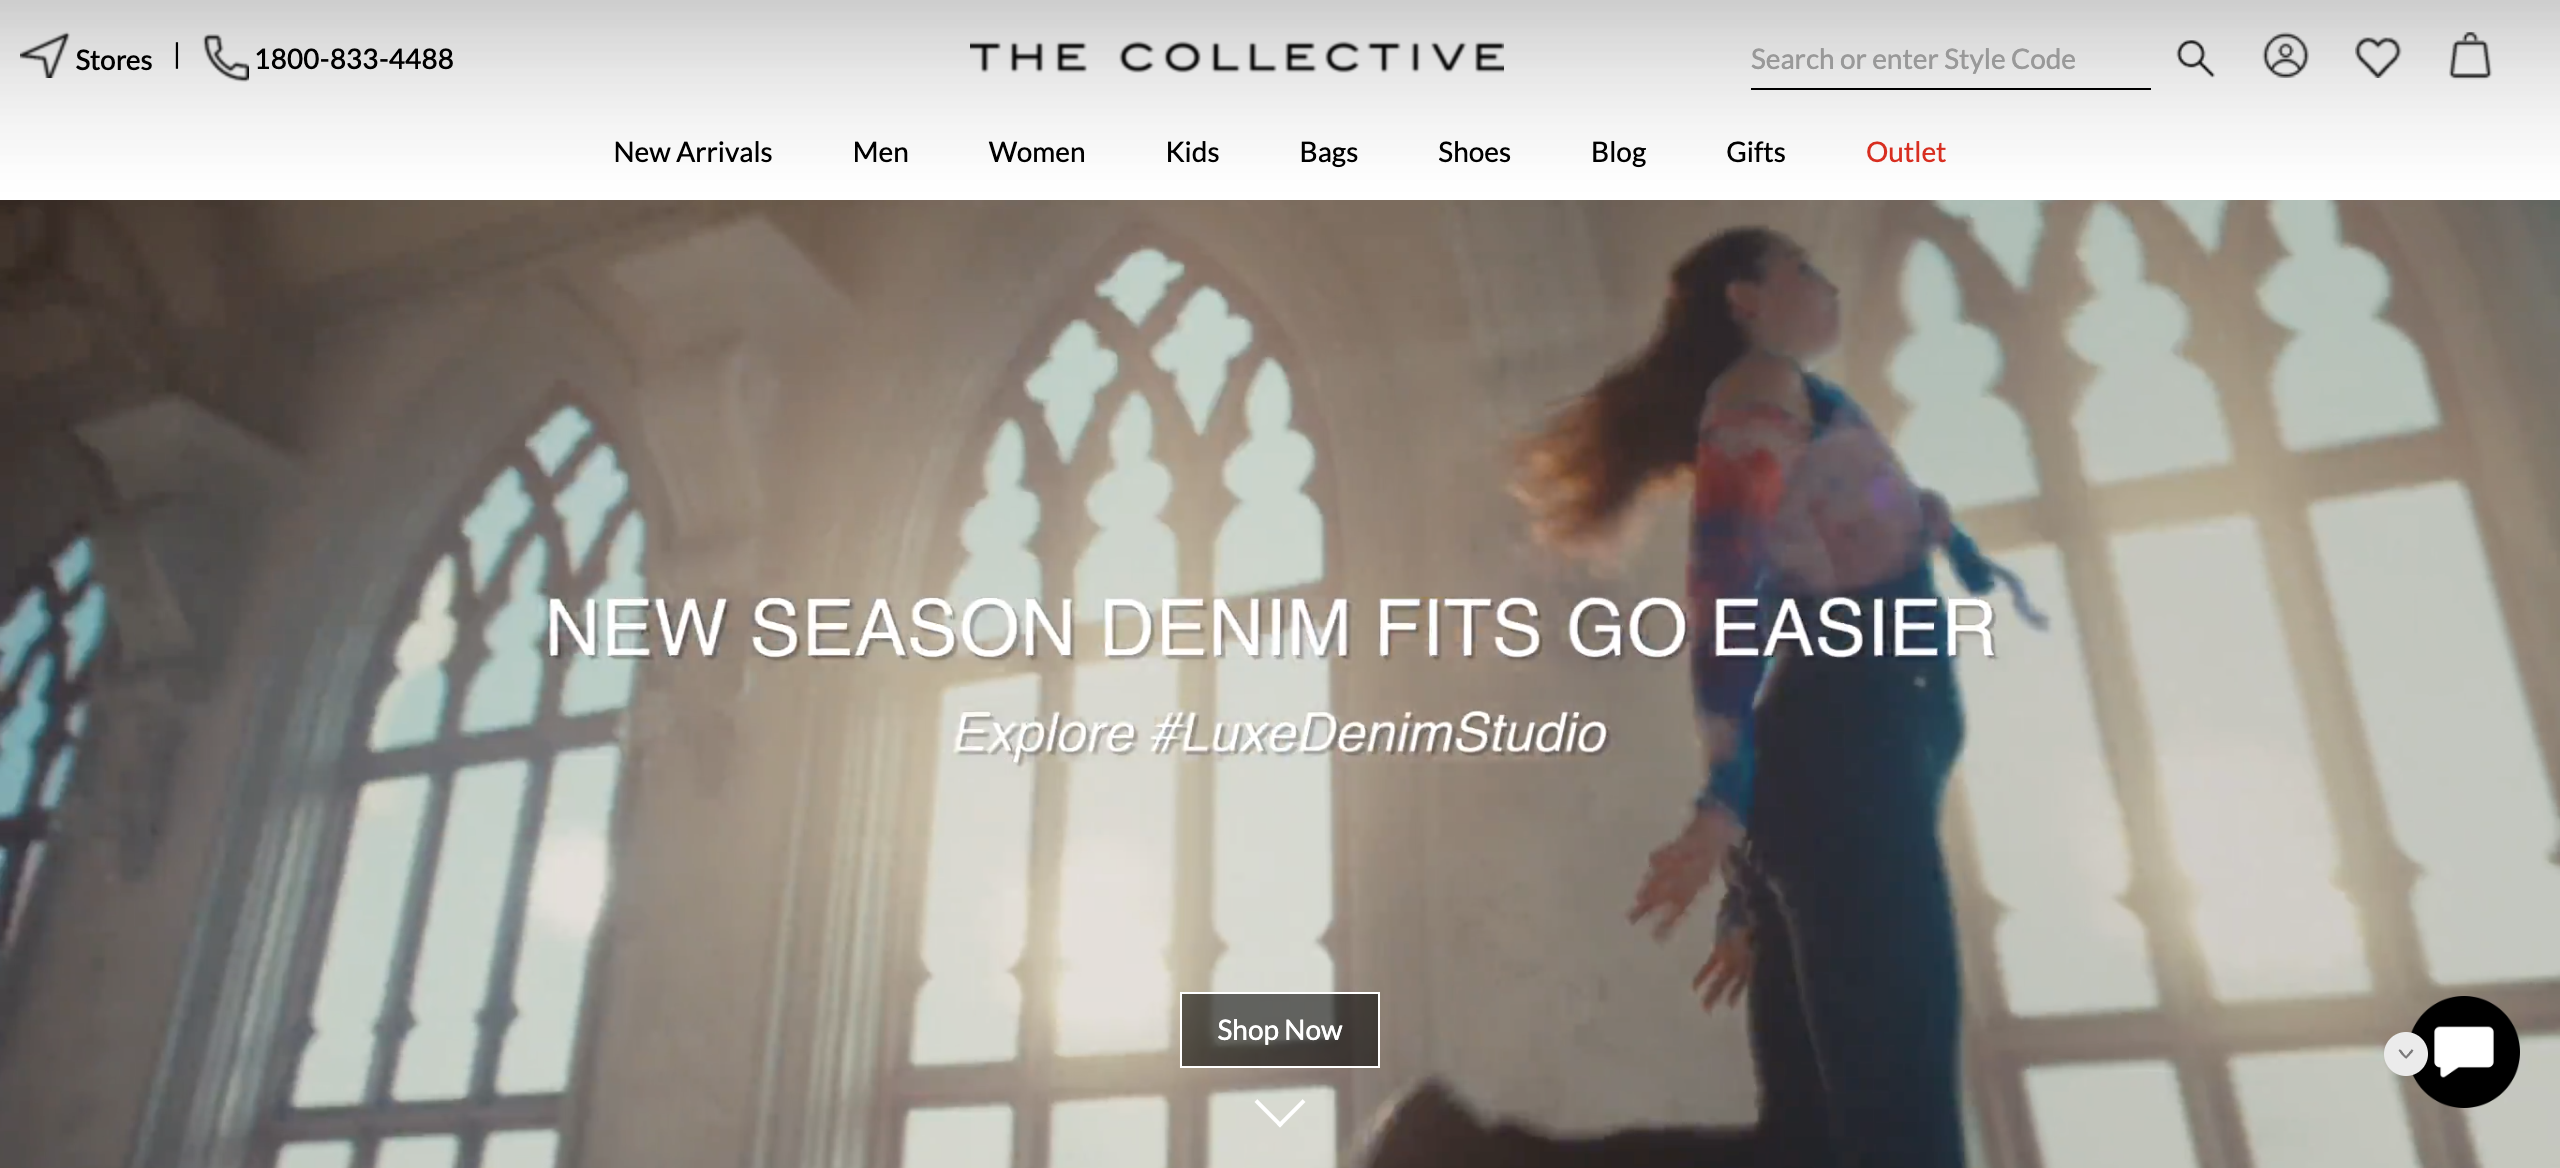 Stores | 1800-833-4488
THE COLLECTIVE
Search or enter Style Code
New Arrivals Men Women Kids Bags Shoes Blog Gifts Outlet
NEW SEASON DENIM FITS GO EASIER
Explore #LuxeDenimStudio
Shop Now